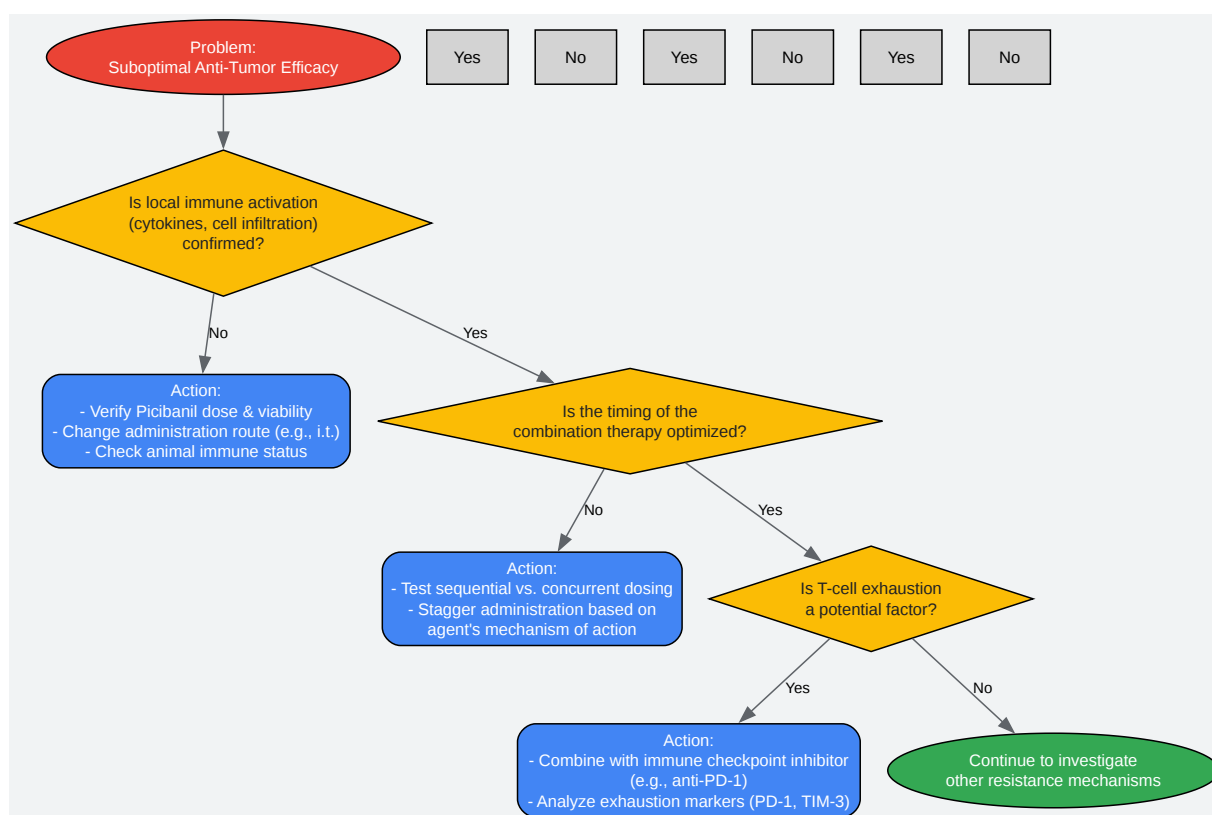 Problem:
Suboptimal Anti-Tumor Efficacy
Yes
No
Yes
No
Yes
No
Is local immune activation
(cytokines, cell infiltration)
confirmed?
No
Yes
Action:
- Verify Picibanil dose & viability
- Change administration route (e.g., i.t.)
- Check animal immune status
Is the timing of the
combination therapy optimized?
No
Yes
Action:
- Test sequential vs. concurrent dosing
- Stagger administration based on
agent's mechanism of action
Is T-cell exhaustion
a potential factor?
Yes
No
Action:
- Combine with immune checkpoint inhibitor
(e.g., anti-PD-1)
- Analyze exhaustion markers (PD-1, TIM-3)
Continue to investigate
other resistance mechanisms